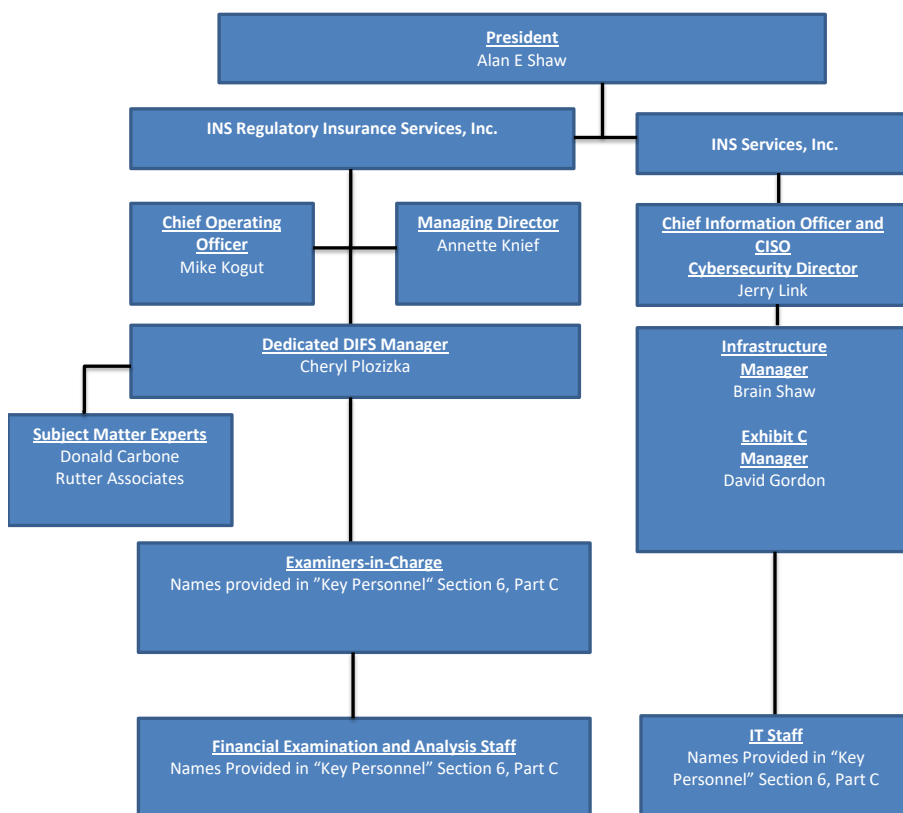 President
Alan E Shaw
INS Regulatory Insurance Services, Inc.
INS Services, Inc.
Chief Operating
Officer
Mike Kogut
Managing Director
Annette Knief
Chief Information Officer and
CISO
Cybersecurity Director
Jerry Link
Dedicated DIFS Manager
Cheryl Plozizka
Infrastructure
Manager
Brain Shaw
Exhibit C
Manager
David Gordon
Subject Matter Experts
Donald Carbone
Rutter Associates
Examiners-in-Charge
Names provided in ”Key Personnel“ Section 6, Part C
Financial Examination and Analysis Staff
Names Provided in “Key Personnel” Section 6, Part C
IT Staff
Names Provided in “Key
Personnel” Section 6, Part C